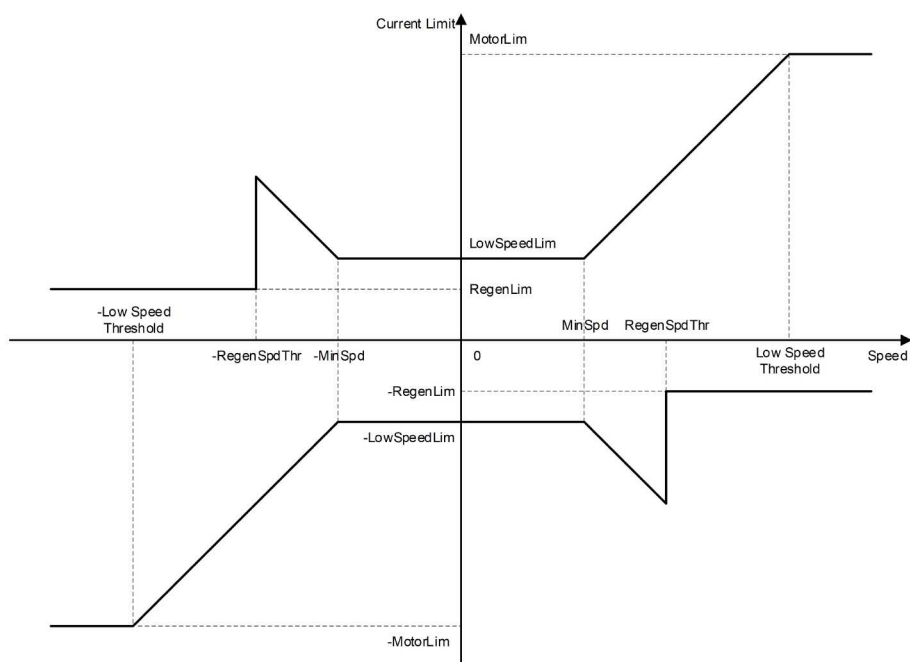 Current Limit
MotorLim
LowSpeedLim
RegenLim
-Low Speed
Threshold
MinSpd
RegenSpdThr
-RegenSpdThr
-MinSpd
0
Low Speed
Threshold
Speed
-RegenLim
-LowSpeedLim
-MotorLim